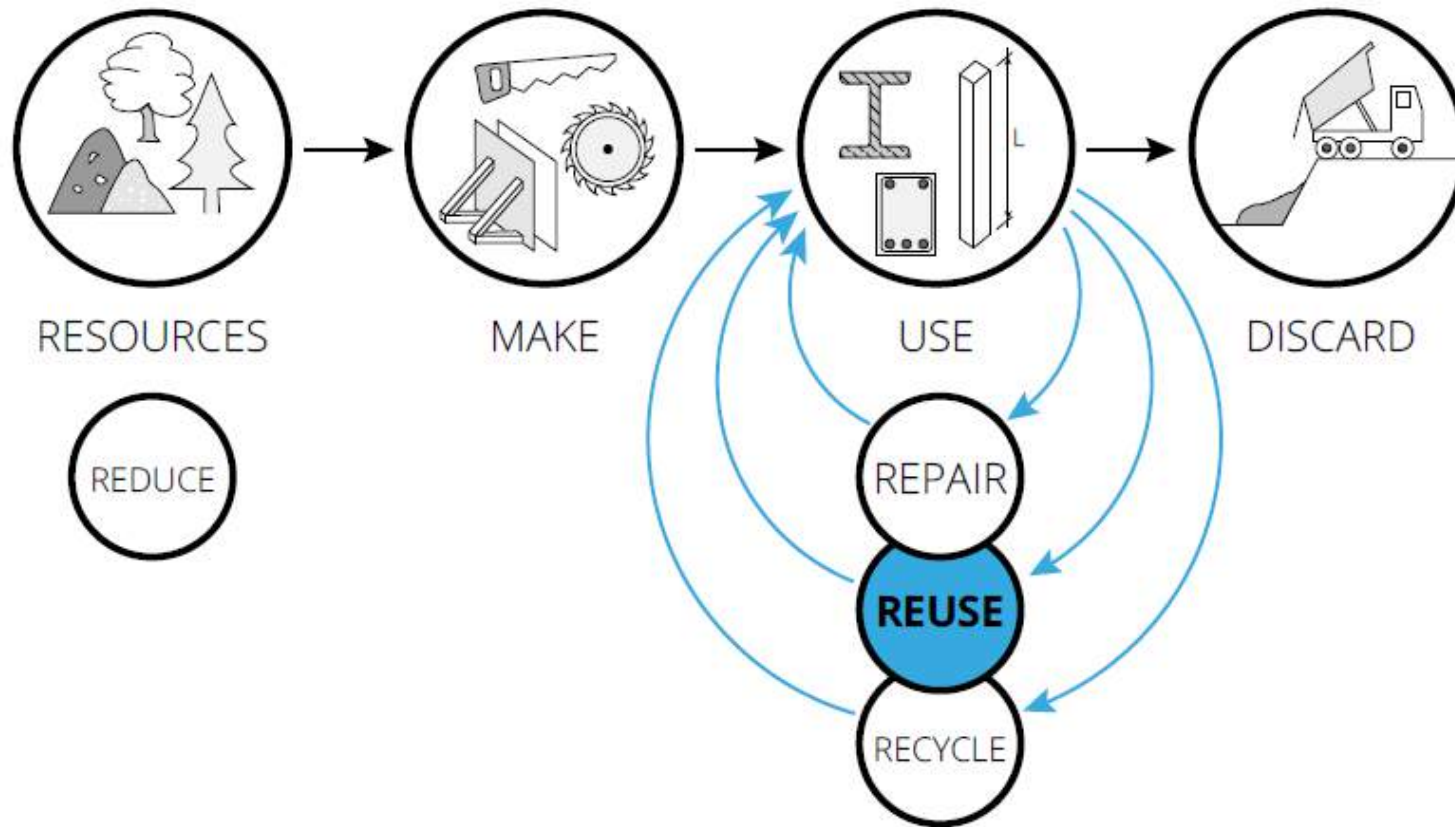 L
RESOURCES
MAKE
USE
DISCARD
REDUCE
REPAIR
REUSE
RECYCLE